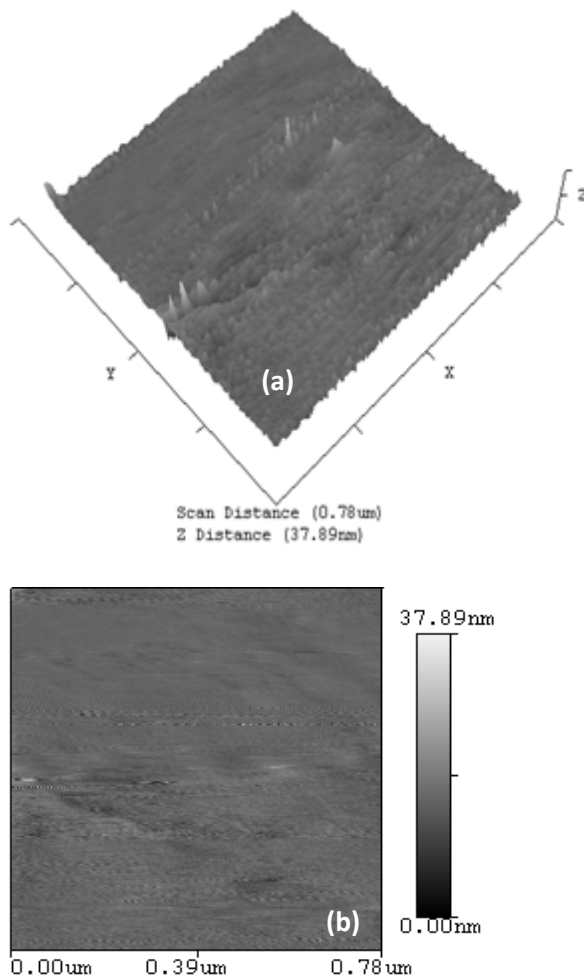 Z
Y
(a)
X
Scan Distance (0.78um)
Z Distance (37.89nm)
37.89nm
0.00nm
(b)
0.00um 0.39um 0.78um